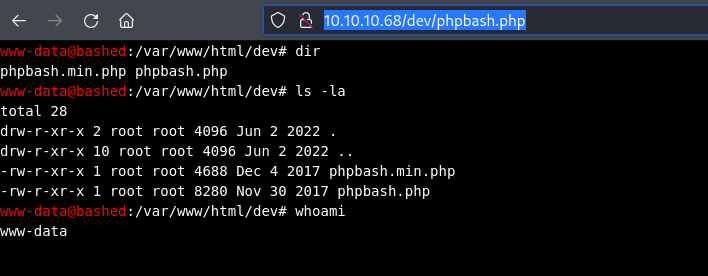 10.10.10.68/dev/phpbash.php
www-data@bashed:/var/www/html/dev# dir
phpbash.min.php phpbash.php
www-data@bashed:/var/www/html/dev# ls -la
total 28
drw-r-xr-x 2 root root 4096 Jun 2 2022 .
drw-r-xr-x 10 root root 4096 Jun 2 2022 ..
-rw-r-xr-x 1 root root 4688 Dec 4 2017 phpbash.min.php
-rw-r-xr-x 1 root root 8280 Nov 30 2017 phpbash.php
www-data@bashed:/var/www/html/dev# whoami
www-data